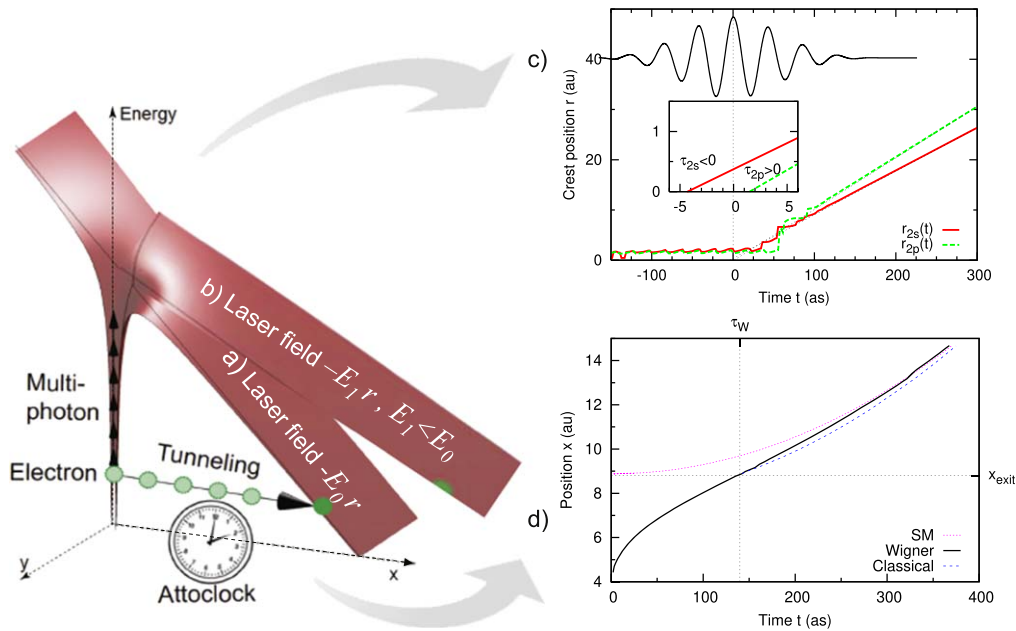 Energy
b) Laser field –E₁ r , E₁<E₀
a) Laser field -E₀ r
Multi-
photon
Electron
Tunneling
Attoclock
y
x
c)
Crest position r (au)
40
20
0
1
0
τ2s<0
τ2p>0
-5
0
5
r2s(t)
r2p(t)
-100
0
100
200
300
Time t (as)
d)
τW
Position x (au)
14
12
10
8
6
4
xexit
SM
Wigner
Classical
0
100
200
300
400
Time t (as)